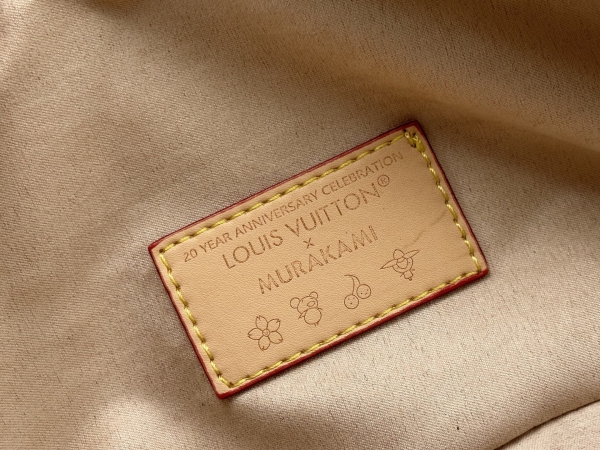 20 YEAR ANNIVERSARY CELEBRATION
LOUIS VUITTON®
×
MURAKAMI